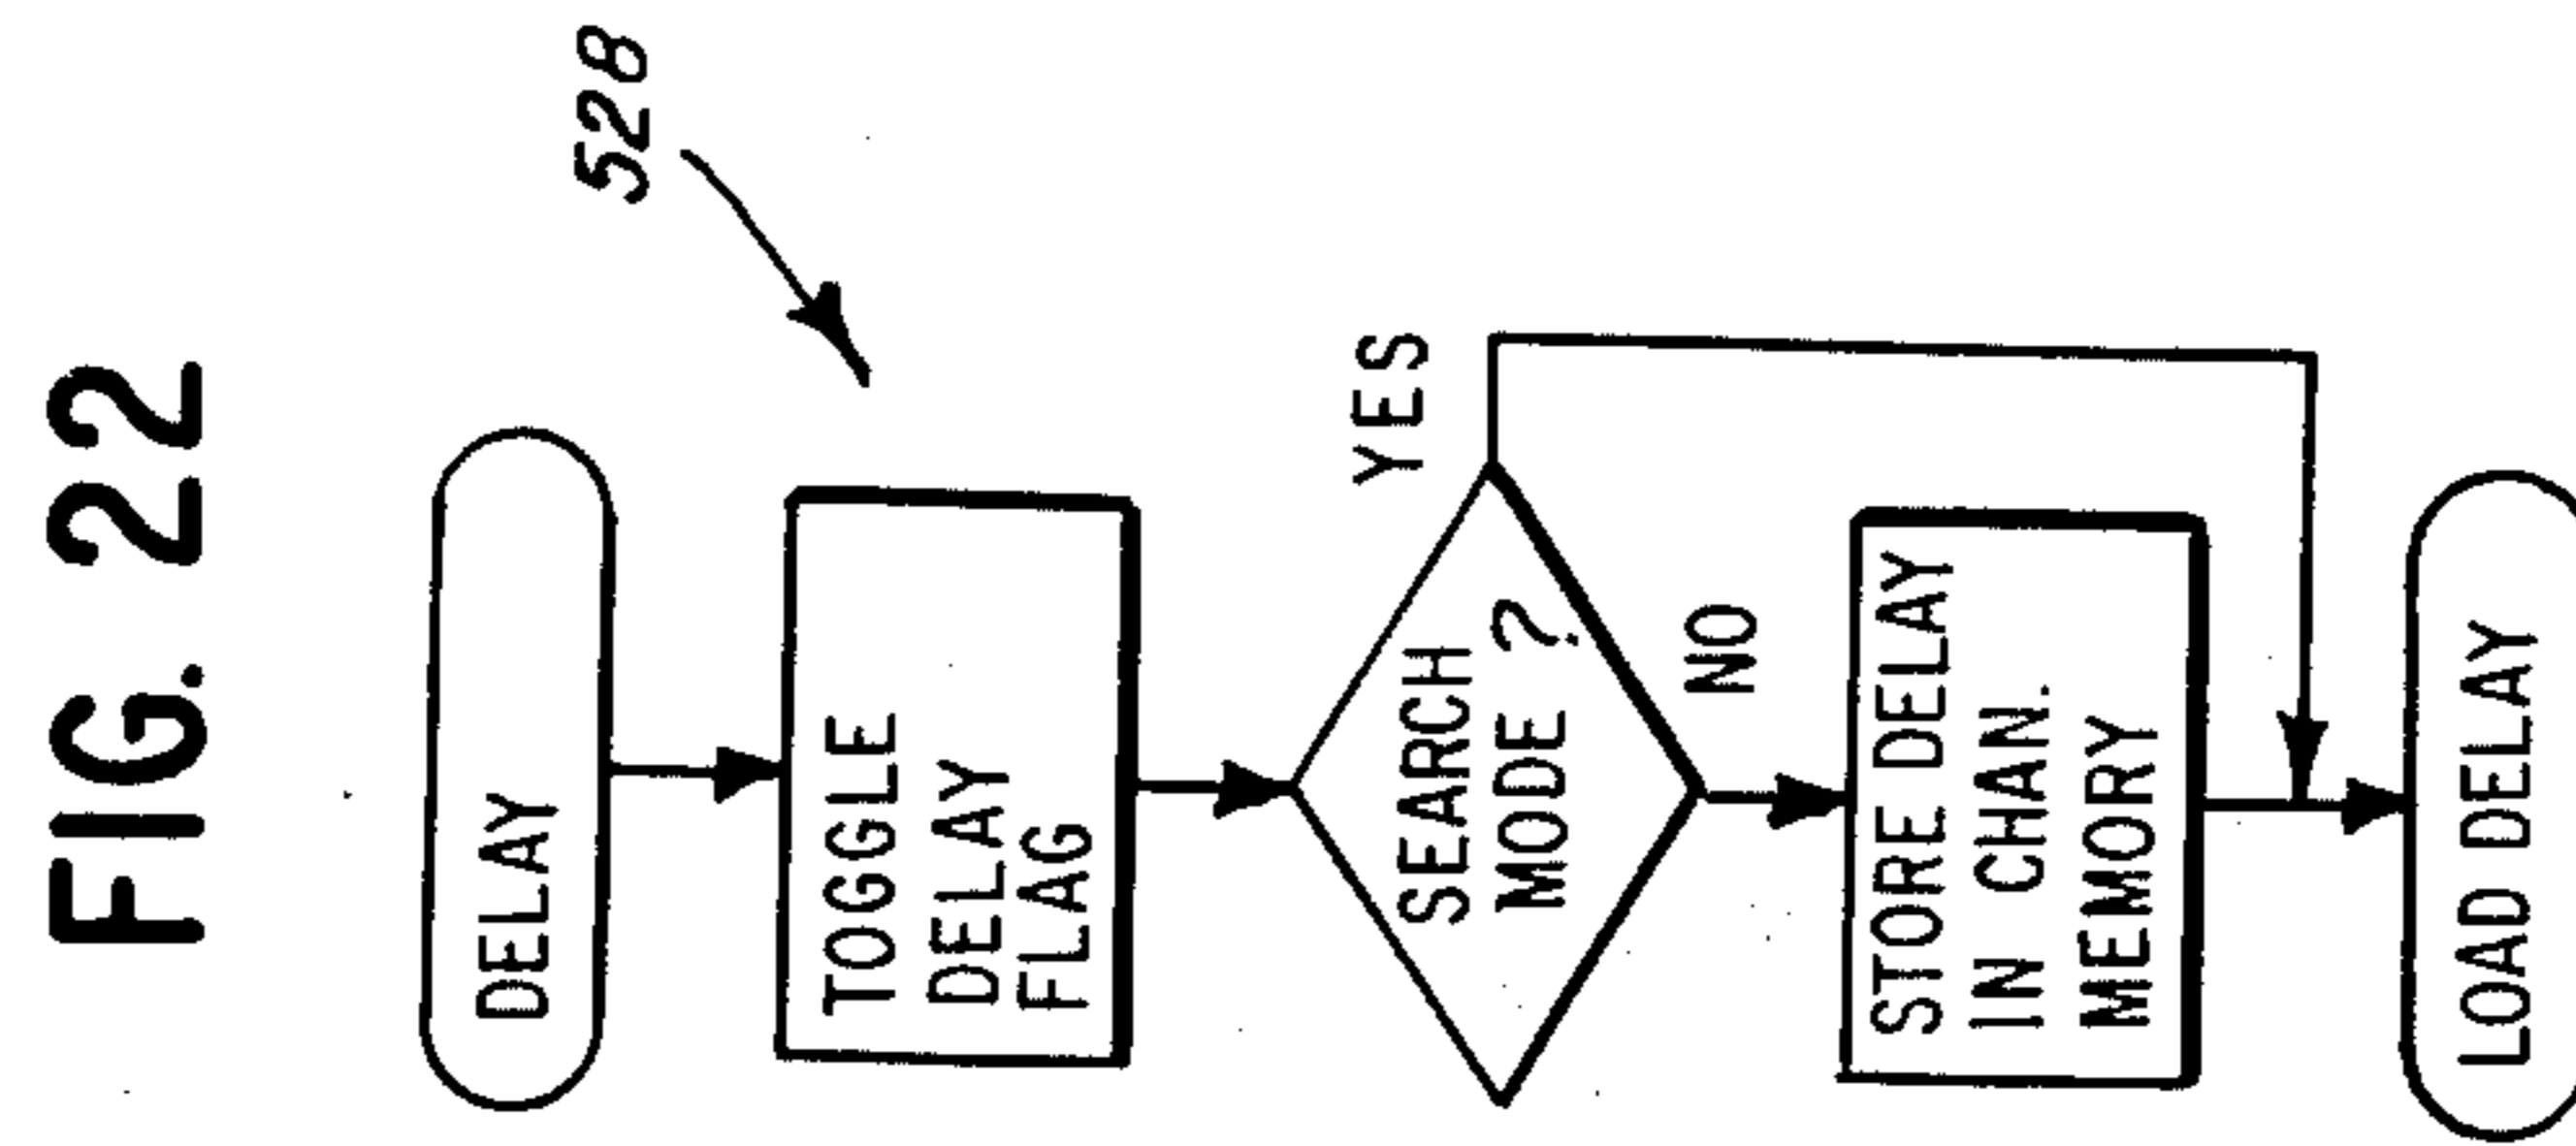 FIG. 22
528
DELAY
TOGGLE
DELAY
FLAG
SEARCH
MODE ?
YES
NO
STORE DELAY
IN CHAN.
MEMORY
LOAD DELAY